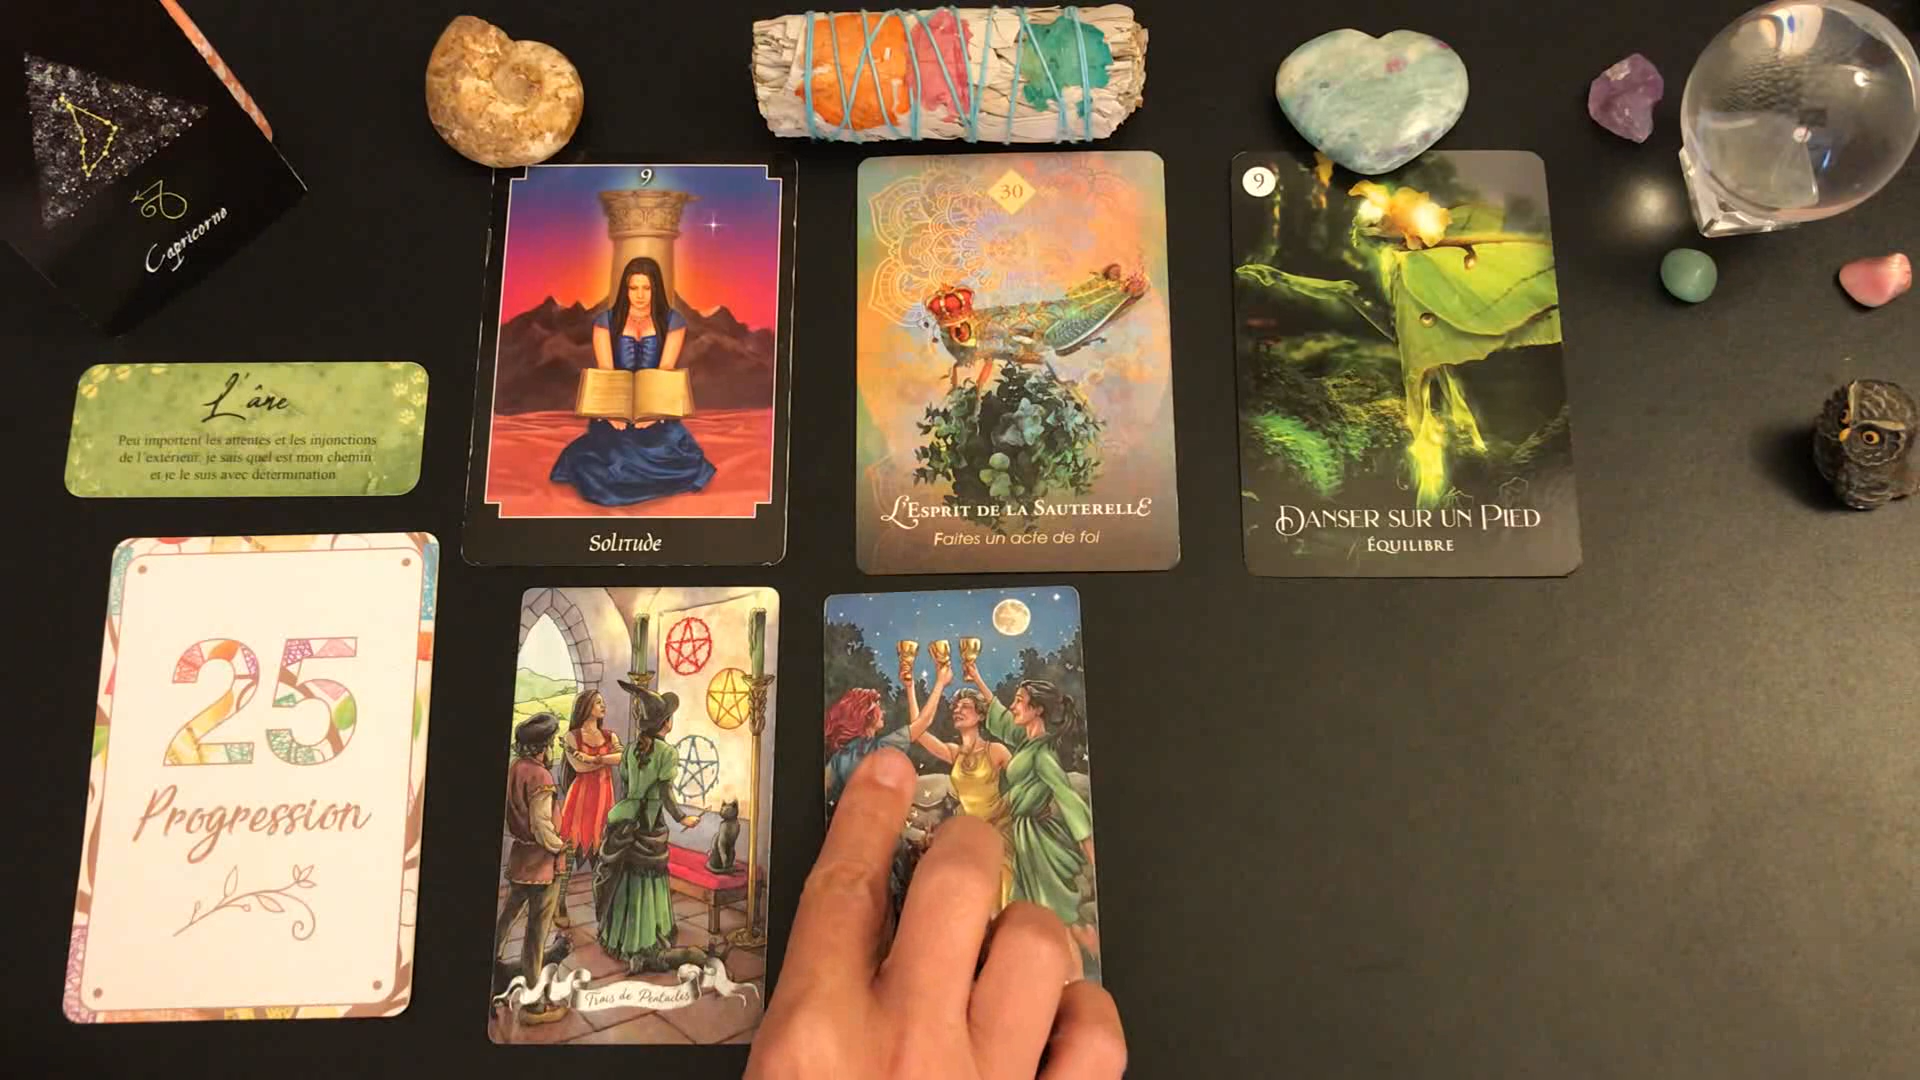 Capricorne
L'âne
Peu importent les attentes et les injonctions
de l'extérieur, je sais quel est mon chemin
et je le suis avec détermination
9
Solitude
30
L'Esprit de la Sauterelle
Faites un acte de foi
9
Danser sur un Pied
Équilibre
25
Progression
Trois de Pentacles